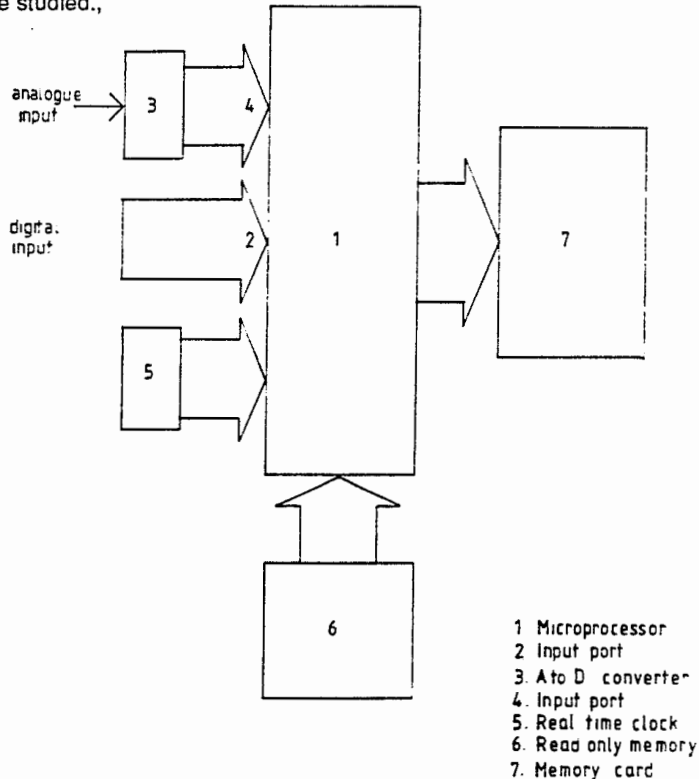 e studied.,
analogue
input
3
4
digital
input
2
1
7
5
6
1 Microprocessor
2 Input port
3. A to D converter
4. Input port
5. Real time clock
6. Read only memory
7. Memory card